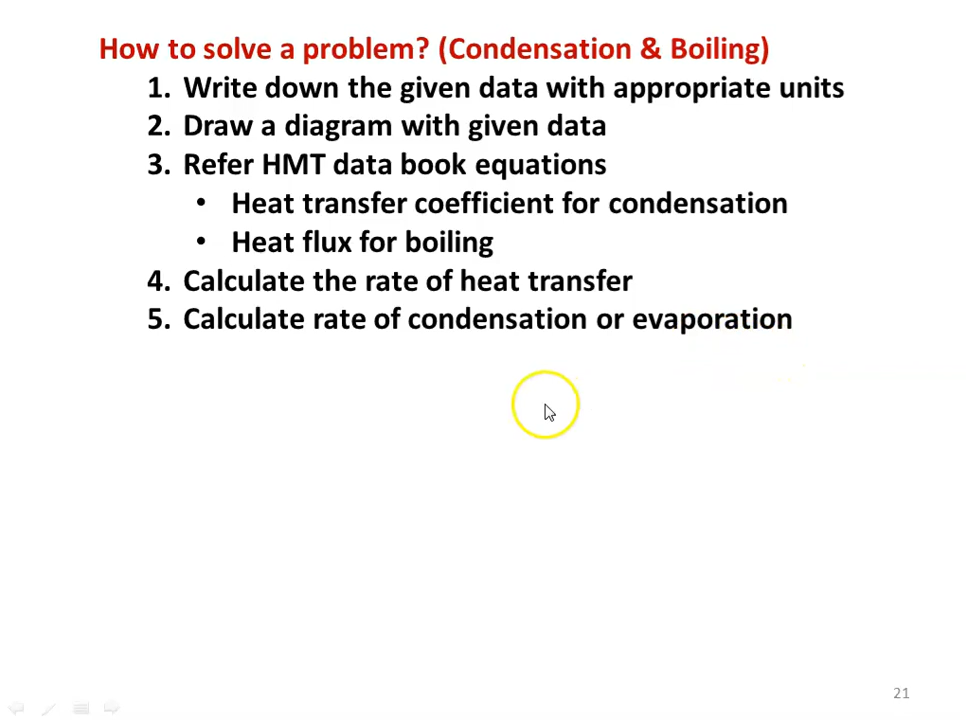 How to solve a problem? (Condensation & Boiling)
1. Write down the given data with appropriate units
2. Draw a diagram with given data
3. Refer HMT data book equations
• Heat transfer coefficient for condensation
• Heat flux for boiling
4. Calculate the rate of heat transfer
5. Calculate rate of condensation or evaporation
21